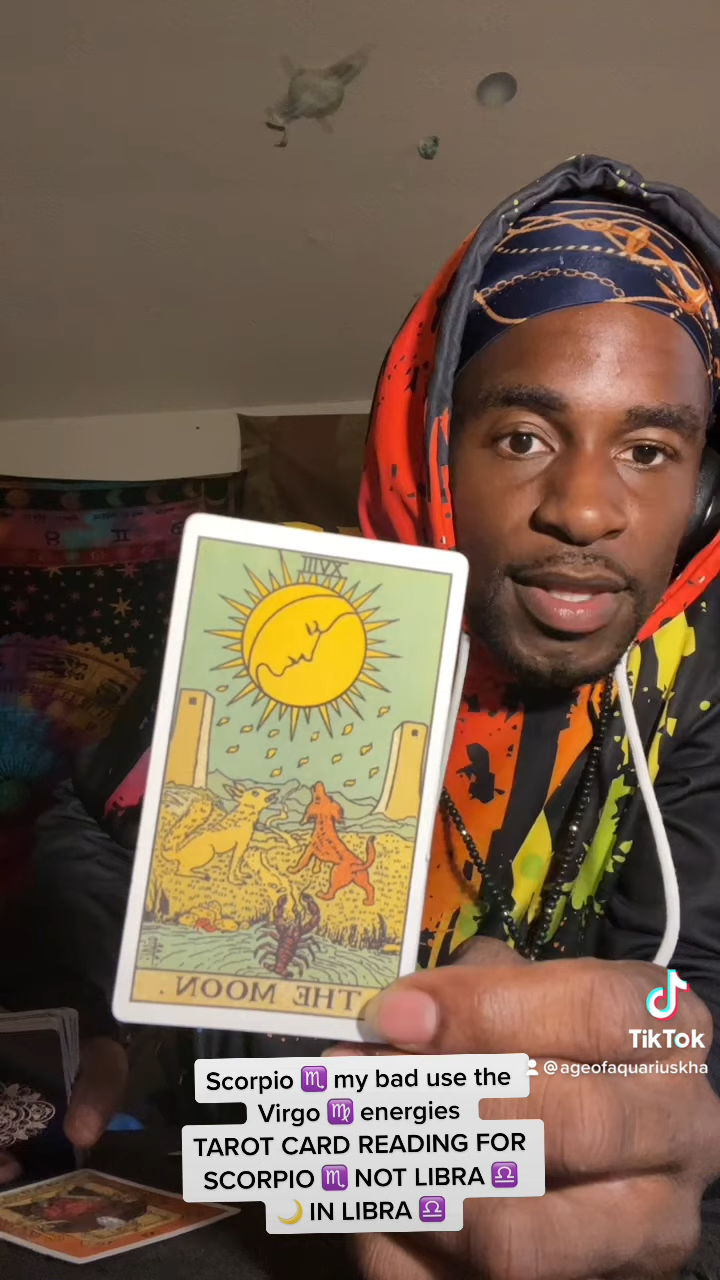 XVIII
THE MOON.
TikTok
@ageofaquariuskha
Scorpio ♏ my bad use the
Virgo ♍ energies
TAROT CARD READING FOR
SCORPIO ♏ NOT LIBRA ♎
🌙 IN LIBRA ♎